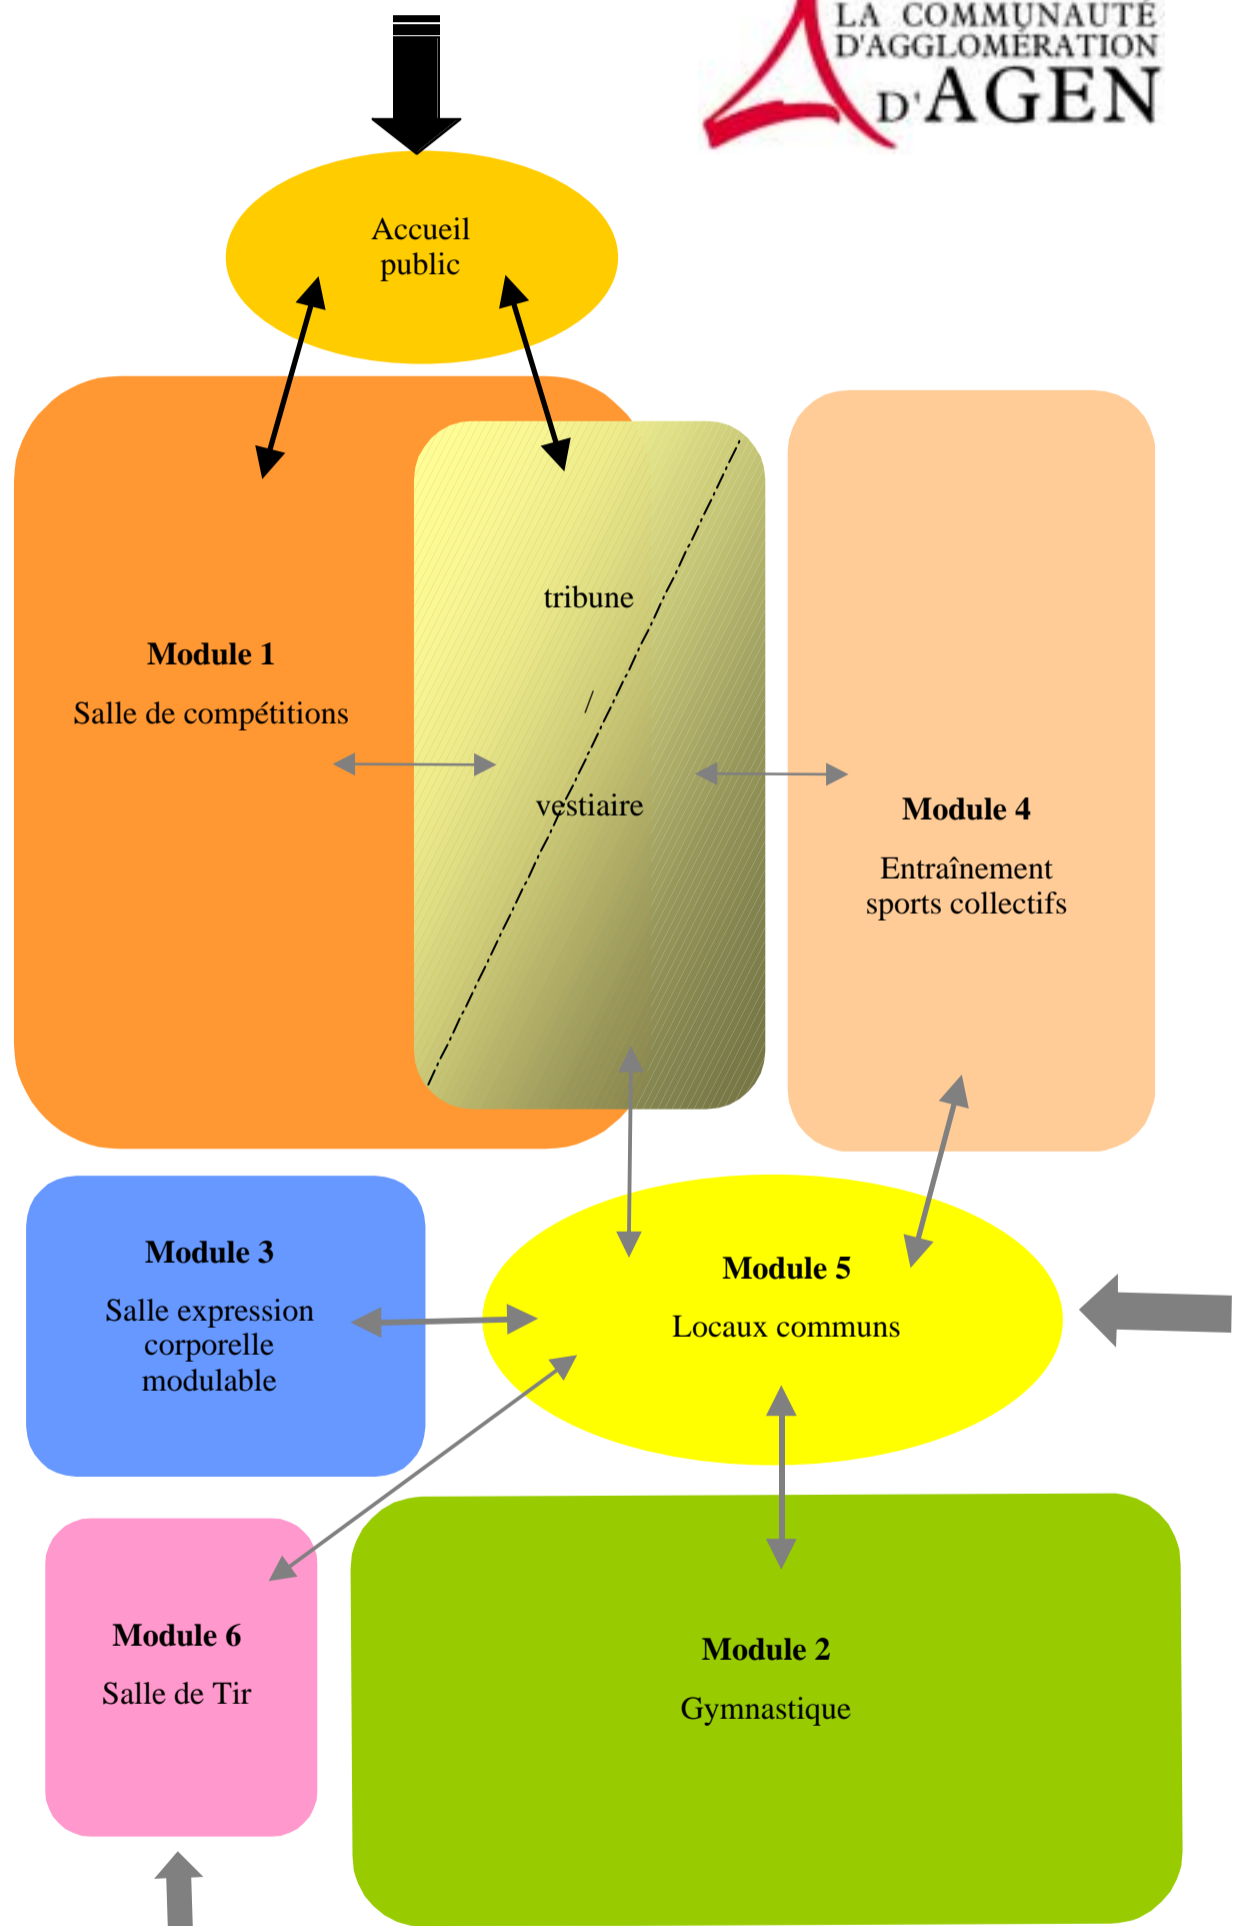 LA COMMUNAUTÉ
D'AGGLOMÉRATION
D'AGEN
Accueil
public
tribune
/
vestiaire
Module 1
Salle de compétitions
Module 4
Entraînement
sports collectifs
Module 3
Salle expression
corporelle
modulable
Module 5
Locaux communs
Module 6
Salle de Tir
Module 2
Gymnastique